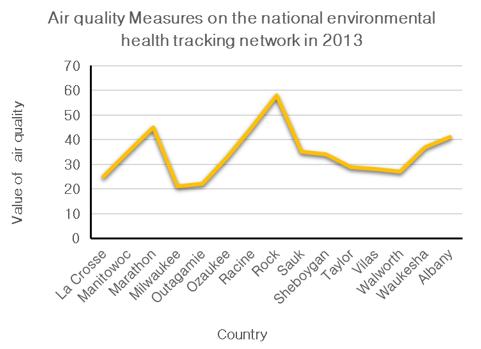 Air quality Measures on the national environmental
health tracking network in 2013
Value of air quality
70
60
50
40
30
20
10
0
La Crosse
Manitowoc
Marathon
Milwaukee
Outagamie
Ozaukee
Racine
Rock
Sauk
Sheboygan
Taylor
Vilas
Walworth
Waukesha
Albany
Country